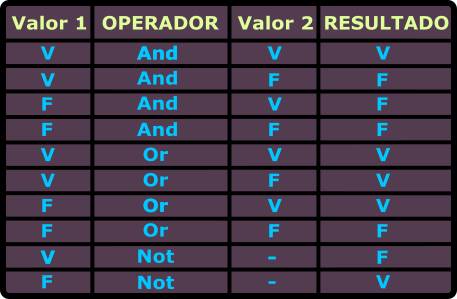 Valor 1 OPERADOR Valor 2 RESULTADO
V And V V
V And F F
F And V F
F And F F
V Or V V
V Or F V
F Or V V
F Or F F
V Not - F
F Not - V